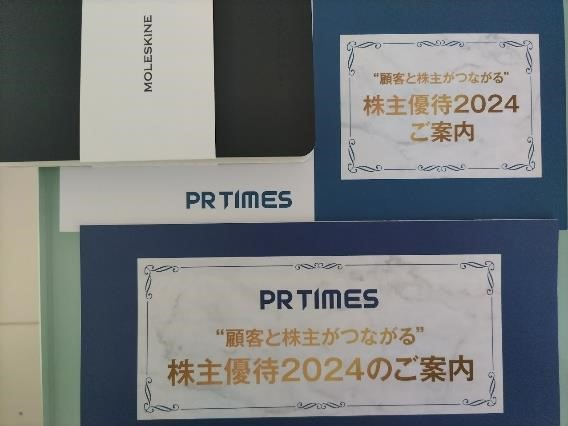 MOLESKINE
“顧客と株主がつながる”
株主優待2024
ご案内
PR TIMES
PR TIMES
“顧客と株主がつながる”
株主優待2024のご案内